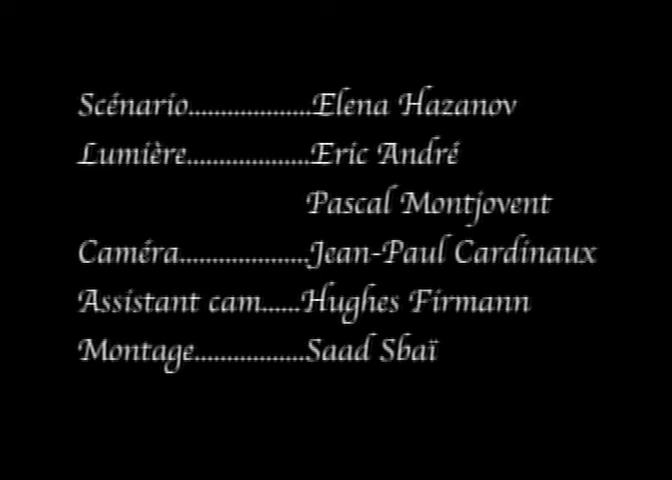 Scénario...................Elena Hazanov
Lumière...................Eric André
Pascal Montjovent
Caméra....................Jean-Paul Cardinaux
Assistant cam......Hughes Firmann
Montage.................Saad Sbaï